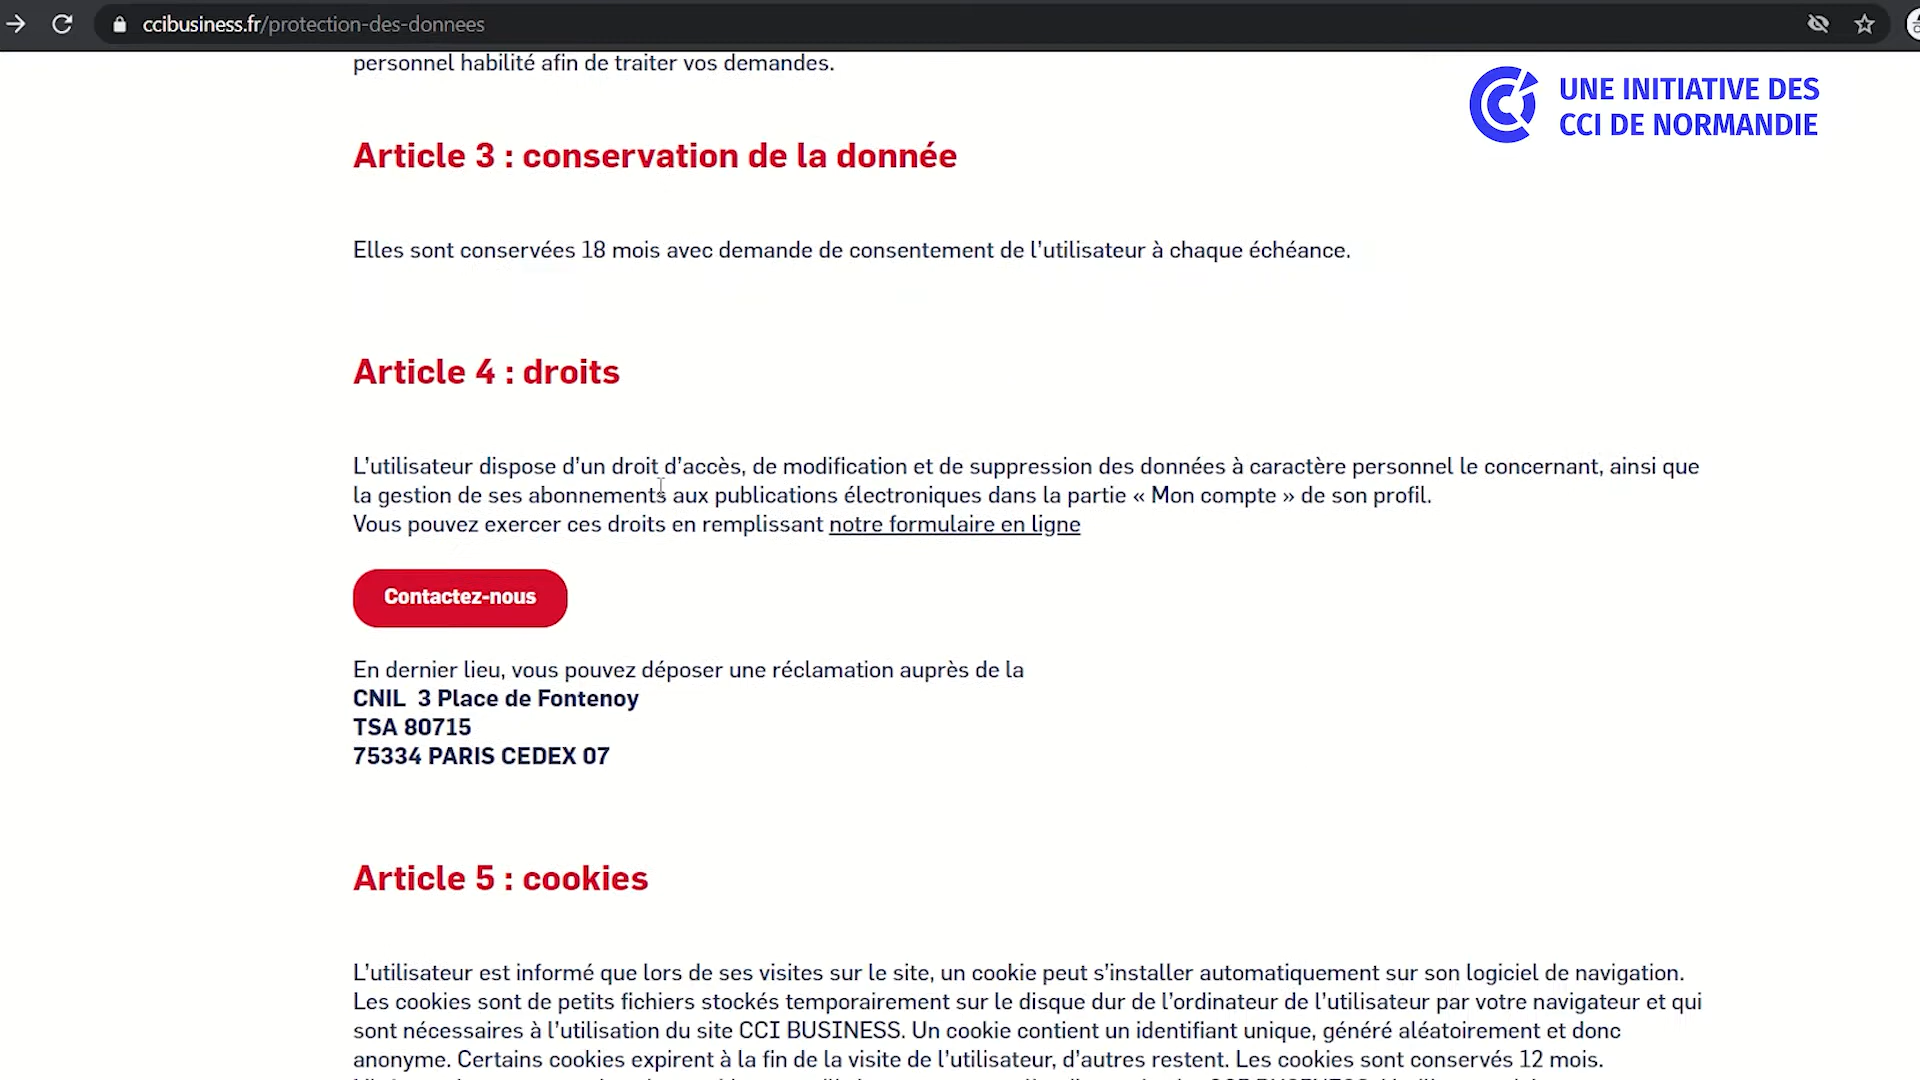 ccibusiness.fr/protection-des-donnees
personnel habilité afin de traiter vos demandes.
UNE INITIATIVE DES
CCI DE NORMANDIE
Article 3 : conservation de la donnée
Elles sont conservées 18 mois avec demande de consentement de l’utilisateur à chaque échéance.
Article 4 : droits
L’utilisateur dispose d’un droit d’accès, de modification et de suppression des données à caractère personnel le concernant, ainsi que
la gestion de ses abonnements aux publications électroniques dans la partie « Mon compte » de son profil.
Vous pouvez exercer ces droits en remplissant notre formulaire en ligne
Contactez-nous
En dernier lieu, vous pouvez déposer une réclamation auprès de la
CNIL  3 Place de Fontenoy
TSA 80715
75334 PARIS CEDEX 07
Article 5 : cookies
L’utilisateur est informé que lors de ses visites sur le site, un cookie peut s’installer automatiquement sur son logiciel de navigation.
Les cookies sont de petits fichiers stockés temporairement sur le disque dur de l’ordinateur de l’utilisateur par votre navigateur et qui
sont nécessaires à l’utilisation du site CCI BUSINESS. Un cookie contient un identifiant unique, généré aléatoirement et donc
anonyme. Certains cookies expirent à la fin de la visite de l’utilisateur, d’autres restent. Les cookies sont conservés 12 mois.